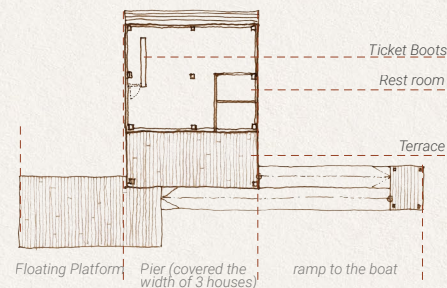 Ticket Boots
Rest room
Terrace
Floating Platform
Pier (covered the
width of 3 houses)
ramp to the boat